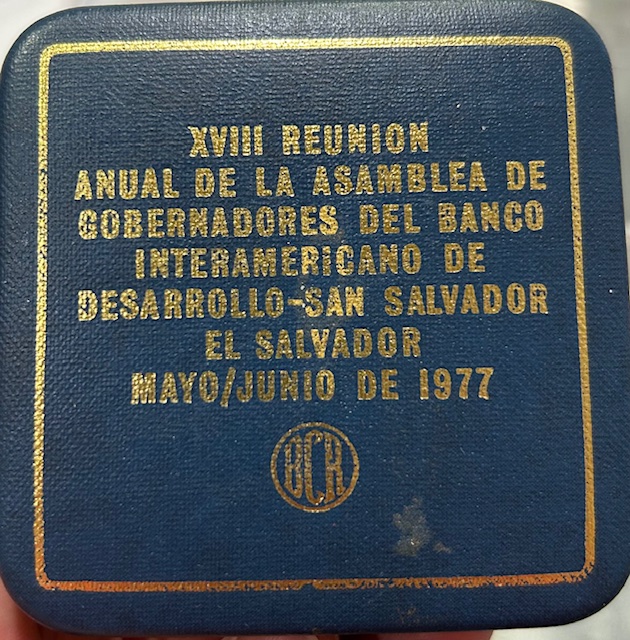 XVIII REUNION
ANUAL DE LA ASAMBLEA DE
GOBERNADORES DEL BANCO
INTERAMERICANO DE
DESARROLLO-SAN SALVADOR
EL SALVADOR
MAYO/JUNIO DE 1977
BCR